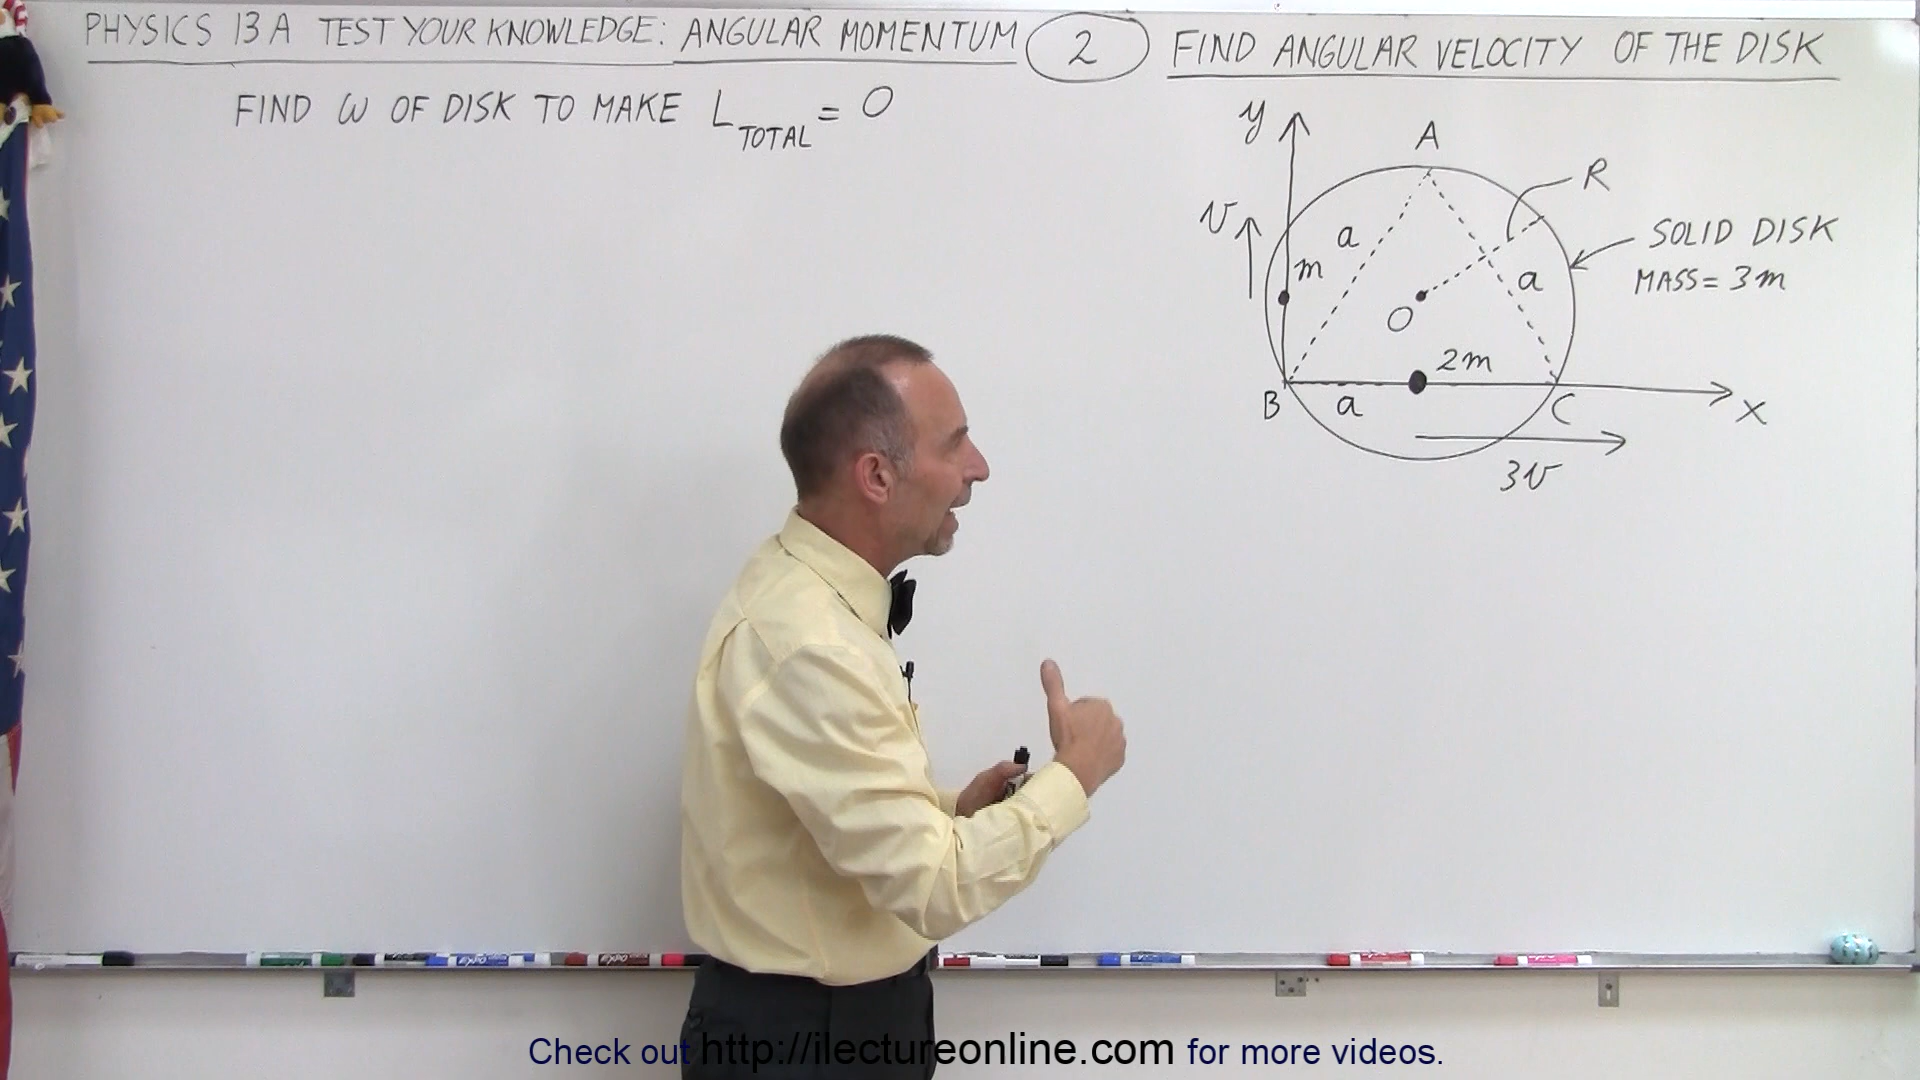 PHYSICS 13A TEST YOUR KNOWLEDGE: ANGULAR MOMENTUM 2 FIND ANGULAR VELOCITY OF THE DISK
FIND ω OF DISK TO MAKE L TOTAL = 0
y
A
R
v
a
m
SOLID DISK
MASS = 3m
a
O
2m
B
a
C
x
3v
Check out http://ilectureonline.com for more videos.